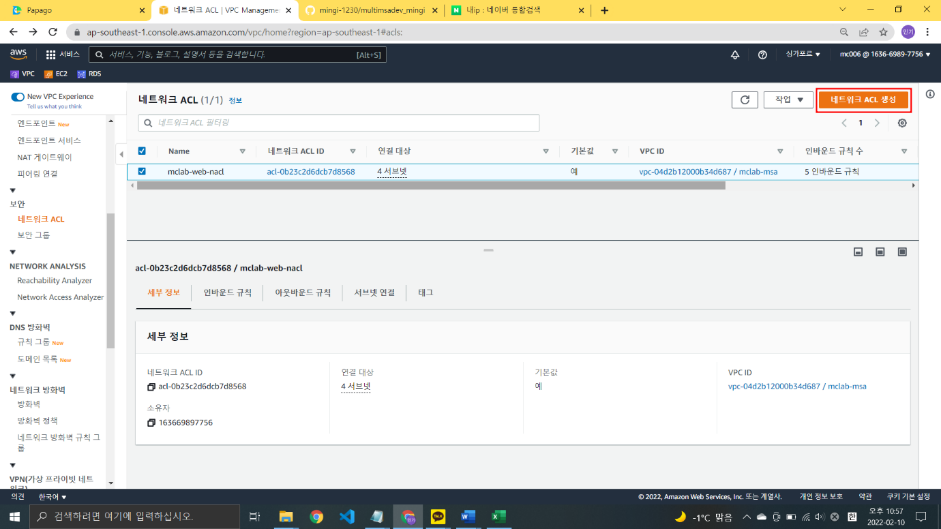 Papago
네트워크 ACL | VPC Manageme
mingi-1230/multimsadev_mingi
내ip : 네이버 통합검색
ap-southeast-1.console.aws.amazon.com/vpc/home?region=ap-southeast-1#acls:
민기
aws
서비스
서비스, 기능, 블로그, 설명서 등을 검색합니다.
[Alt+S]
싱가포르
mc006 @ 1636-6989-7756
VPC
EC2
RDS
New VPC Experience
Tell us what you think
엔드포인트 New
엔드포인트 서비스
NAT 게이트웨이
피어링 연결
보안
네트워크 ACL
보안 그룹
NETWORK ANALYSIS
Reachability Analyzer
Network Access Analyzer
DNS 방화벽
규칙 그룹 New
도메인 목록 New
네트워크 방화벽
방화벽
방화벽 정책
네트워크 방화벽 규칙 그
룹
VPN(가상 프라이빗 네트
워크)
네트워크 ACL (1/1) 정보
작업
네트워크 ACL 생성
네트워크 ACL 필터링
1
Name
네트워크 ACL ID
연결 대상
기본값
VPC ID
인바운드 규칙 수
mclab-web-nacl
acl-0b23c2d6dcb7d8568
4 서브넷
예
vpc-04d2b12000b34d687 / mclab-msa
5 인바운드 규칙
acl-0b23c2d6dcb7d8568 / mclab-web-nacl
세부 정보
인바운드 규칙
아웃바운드 규칙
서브넷 연결
태그
세부 정보
네트워크 ACL ID
acl-0b23c2d6dcb7d8568
연결 대상
4 서브넷
기본값
예
VPC ID
vpc-04d2b12000b34d687 / mclab-msa
소유자
163669897756
의견
한국어
© 2022, Amazon Web Services, Inc. 또는 계열사.
개인 정보 보호
약관
쿠키 기본 설정
검색하려면 여기에 입력하십시오.
-1°C 맑음
오후 10:57
2022-02-10